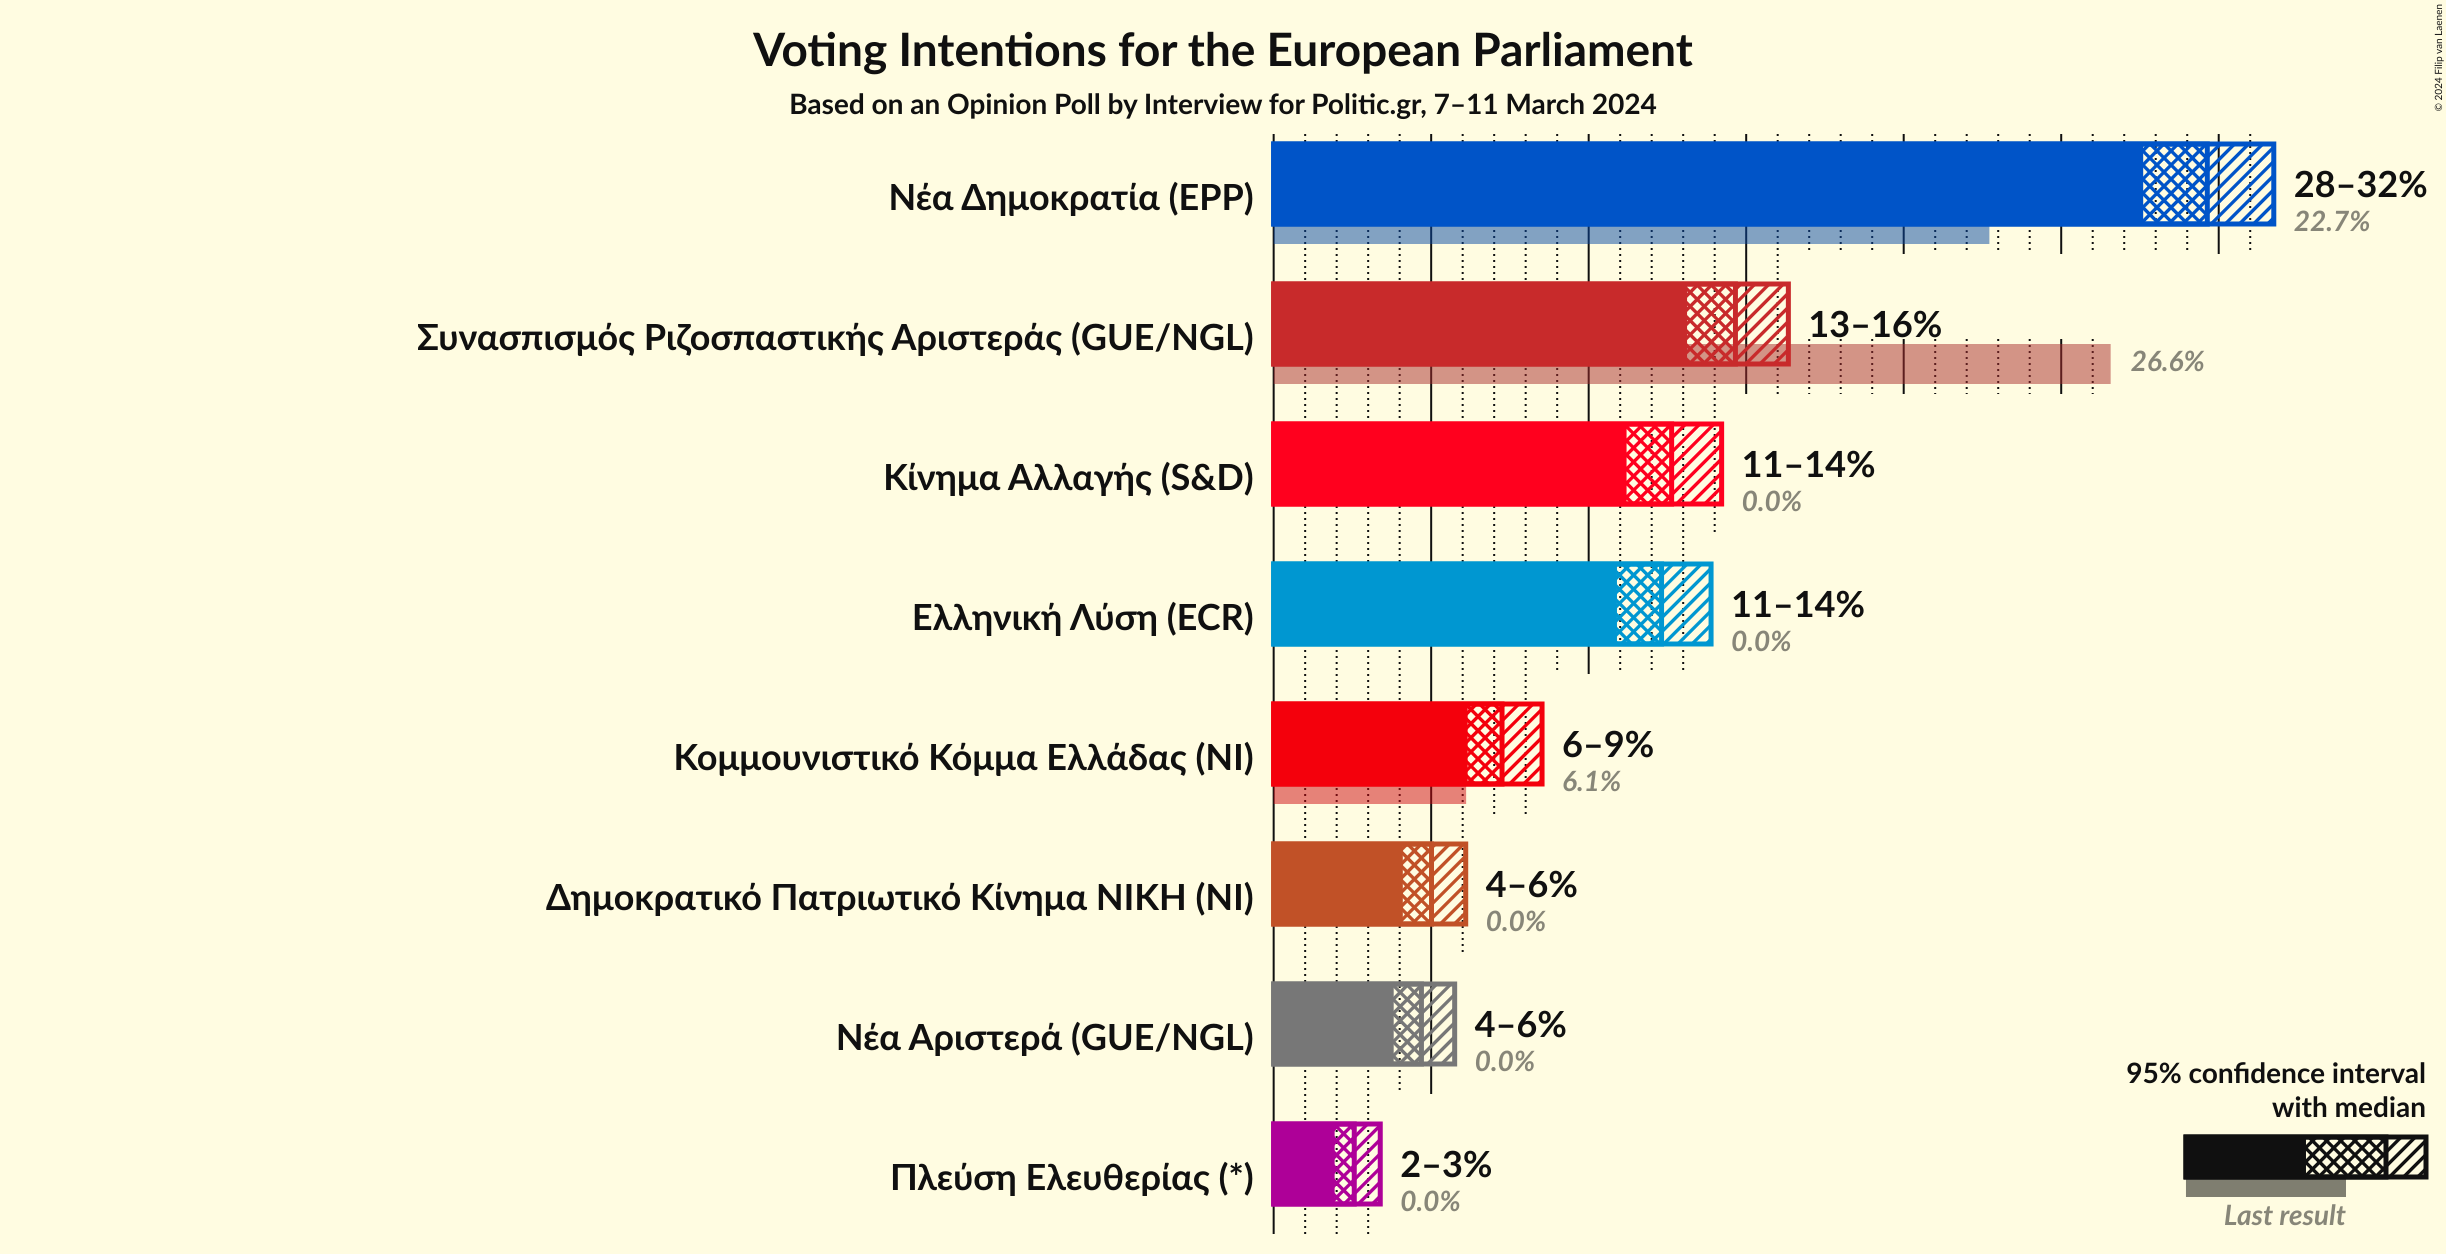 Voting Intentions for the European Parliament
Based on an Opinion Poll by Interview for Politic.gr, 7–11 March 2024
© 2024 Filip van Laenen
Νέα Δημοκρατία (EPP)
28–32%
22.7%
Συνασπισμός Ριζοσπαστικής Αριστεράς (GUE/NGL)
13–16%
26.6%
Κίνημα Αλλαγής (S&D)
11–14%
0.0%
Ελληνική Λύση (ECR)
11–14%
0.0%
Κομμουνιστικό Κόμμα Ελλάδας (NI)
6–9%
6.1%
Δημοκρατικό Πατριωτικό Κίνημα ΝΙΚΗ (NI)
4–6%
0.0%
Νέα Αριστερά (GUE/NGL)
4–6%
0.0%
Πλεύση Ελευθερίας (*)
2–3%
0.0%
95% confidence interval
with median
Last result